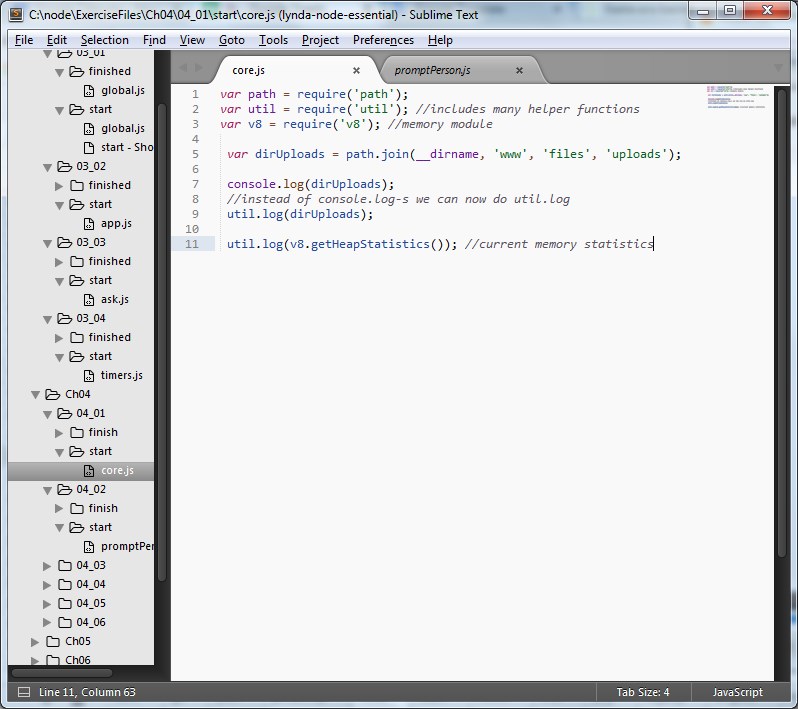 C:\node\ExerciseFiles\Ch04\04_01\start\core.js (lynda-node-essential) - Sublime Text
File Edit Selection Find View Goto Tools Project Preferences Help
03_01
finished
global.js
start
global.js
start - Sho
03_02
finished
start
app.js
03_03
finished
start
ask.js
03_04
finished
start
timers.js
Ch04
04_01
finish
start
core.js
04_02
finish
start
promptPer
04_03
04_04
04_05
04_06
Ch05
Ch06
core.js × promptPerson.js ×
1 var path = require('path');
2 var util = require('util'); //includes many helper functions
3 var v8 = require('v8'); //memory module
4
5 var dirUploads = path.join(__dirname, 'www', 'files', 'uploads');
6
7 console.log(dirUploads);
8 //instead of console.log-s we can now do util.log
9 util.log(dirUploads);
10
11 util.log(v8.getHeapStatistics()); //current memory statistics
Line 11, Column 63 Tab Size: 4 JavaScript